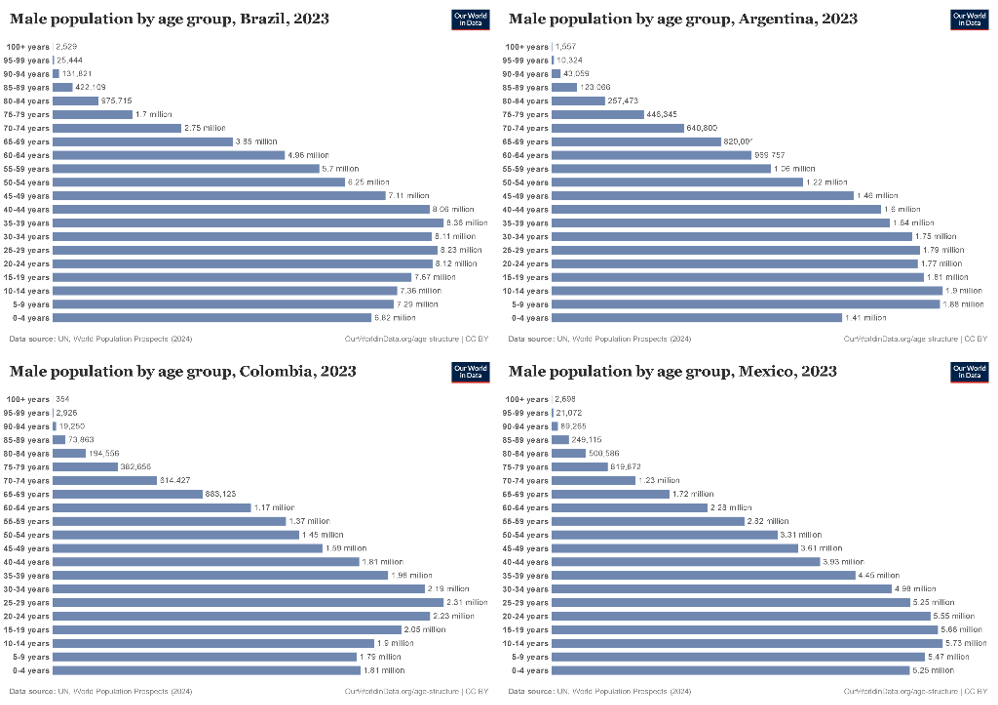 Male population by age group, Brazil, 2023
Our World in Data
100+ years 2,529
95-99 years 25,444
90-94 years 131,821
85-89 years 422,109
80-84 years 975,715
75-79 years 1.7 million
70-74 years 2.75 million
65-69 years 3.85 million
60-64 years 4.96 million
55-59 years 5.7 million
50-54 years 6.25 million
45-49 years 7.11 million
40-44 years 8.06 million
35-39 years million
30-34 years 8.11 million
25-29 years 8.23 million
20-24 years 8.12 million
15-19 years 7.67 million
10-14 years 7.36 million
5-9 years 7.29 million
0-4 years 6.82 million
Data source: UN, World Population Prospects (2024)
OurWorldinData.org/age-structure | CC BY
Male population by age group, Argentina, 2023
Our World in Data
100+ years 1,557
95-99 years 10,324
90-94 years 43,059
85-89 years 123,066
80-84 years 257,473
75-79 years 446,345
70-74 years
65-69 years
60-64 years 959,757
55-59 years 1.06 million
50-54 years 1.22 million
45-49 years 1.46 million
40-44 years 1.6 million
35-39 years 1.64 million
30-34 years 1.75 million
25-29 years 1.79 million
20-24 years 1.77 million
15-19 years 1.81 million
10-14 years 1.9 million
5-9 years 1.88 million
0-4 years 1.41 million
Data source: UN, World Population Prospects (2024)
OurWorldinData.org/age-structure | CC BY
Male population by age group, Colombia, 2023
Our World in Data
100+ years 354
95-99 years 2,926
90-94 years 19,250
85-89 years 73,863
80-84 years 194,556
75-79 years 382,656
70-74 years 614,427
65-69 years 883,123
60-64 years 1.17 million
55-59 years 1.37 million
50-54 years 1.45 million
45-49 years 1.59 million
40-44 years 1.81 million
35-39 years 1.98 million
30-34 years 2.19 million
25-29 years 2.31 million
20-24 years 2.23 million
15-19 years 2.05 million
10-14 years 1.9 million
5-9 years 1.79 million
0-4 years 1.81 million
Data source: UN, World Population Prospects (2024)
OurWorldinData.org/age-structure | CC BY
Male population by age group, Mexico, 2023
Our World in Data
100+ years 2,698
95-99 years 21,072
90-94 years 89,265
85-89 years 249,115
80-84 years 508,586
75-79 years 819,672
70-74 years 1.23 million
65-69 years 1.72 million
60-64 years 2.28 million
55-59 years 2.82 million
50-54 years 3.31 million
45-49 years 3.61 million
40-44 years 3.93 million
35-39 years 4.45 million
30-34 years 4.98 million
25-29 years 5.25 million
20-24 years 5.55 million
15-19 years 5.66 million
10-14 years 5.73 million
5-9 years 5.47 million
0-4 years 5.25 million
Data source: UN, World Population Prospects (2024)
OurWorldinData.org/age-structure | CC BY